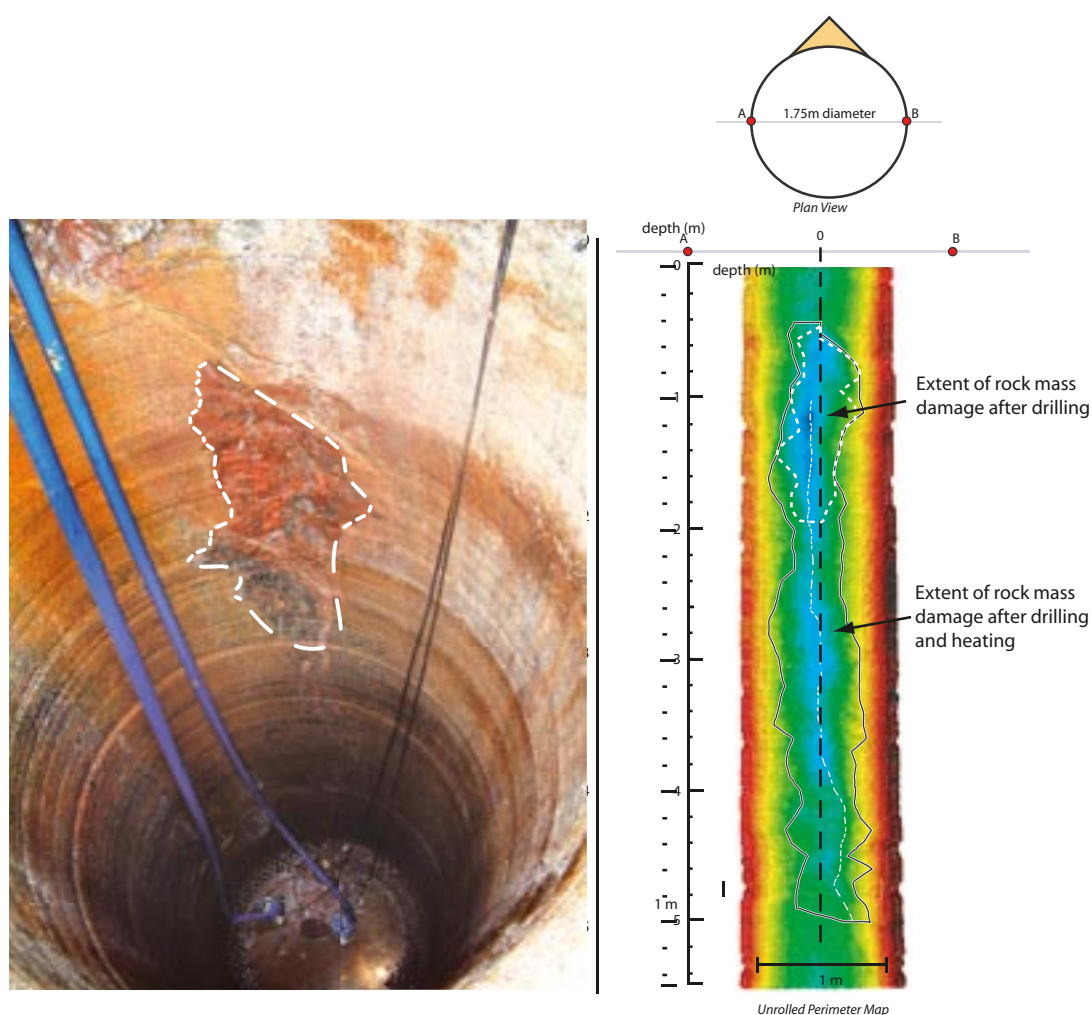 A
1.75m diameter
B
Plan View
depth (m)
A
0
B
0
depth (m)
1
2
3
4
5
1 m
Extent of rock mass
damage after drilling
Extent of rock mass
damage after drilling
and heating
1 m
Unrolled Perimeter Map